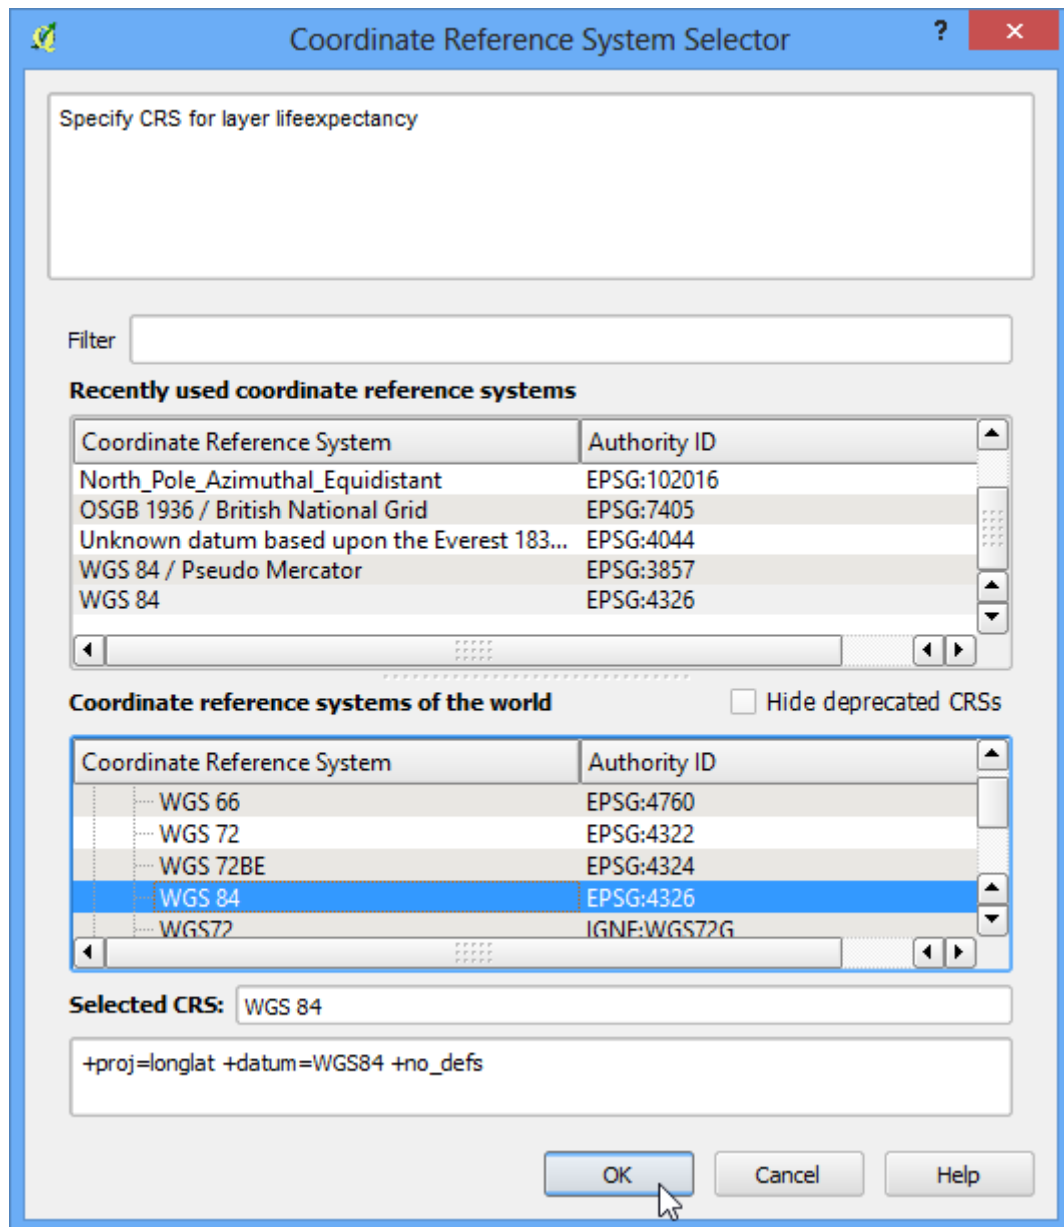 Coordinate Reference System Selector ?
Specify CRS for layer lifeexpectancy
Filter
Recently used coordinate reference systems
Coordinate Reference System Authority ID
North_Pole_Azimuthal_Equidistant EPSG:102016
OSGB 1936 / British National Grid EPSG:7405
Unknown datum based upon the Everest 183... EPSG:4044
WGS 84 / Pseudo Mercator EPSG:3857
WGS 84 EPSG:4326
Coordinate reference systems of the world Hide deprecated CRSs
Coordinate Reference System Authority ID
WGS 66 EPSG:4760
WGS 72 EPSG:4322
WGS 72BE EPSG:4324
WGS 84 EPSG:4326
WGS72 IGNF:WGS72G
Selected CRS: WGS 84
+proj=longlat +datum=WGS84 +no_defs
OK Cancel Help